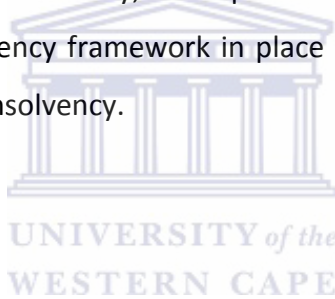 ency framework in place
nsolvency.
UNIVERSITY of the
WESTERN CAPE